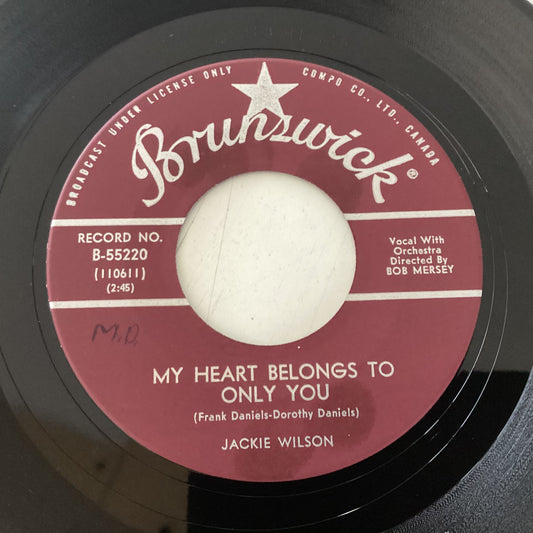 BROADCAST UNDER LICENSE ONLY COMPO CO., LTD., CANADA
Brunswick®
RECORD NO.
B-55220
(110611)
(2:45)
Vocal With
Orchestra
Directed By
BOB MERSEY
M.D.
MY HEART BELONGS TO
ONLY YOU
(Frank Daniels-Dorothy Daniels)
JACKIE WILSON